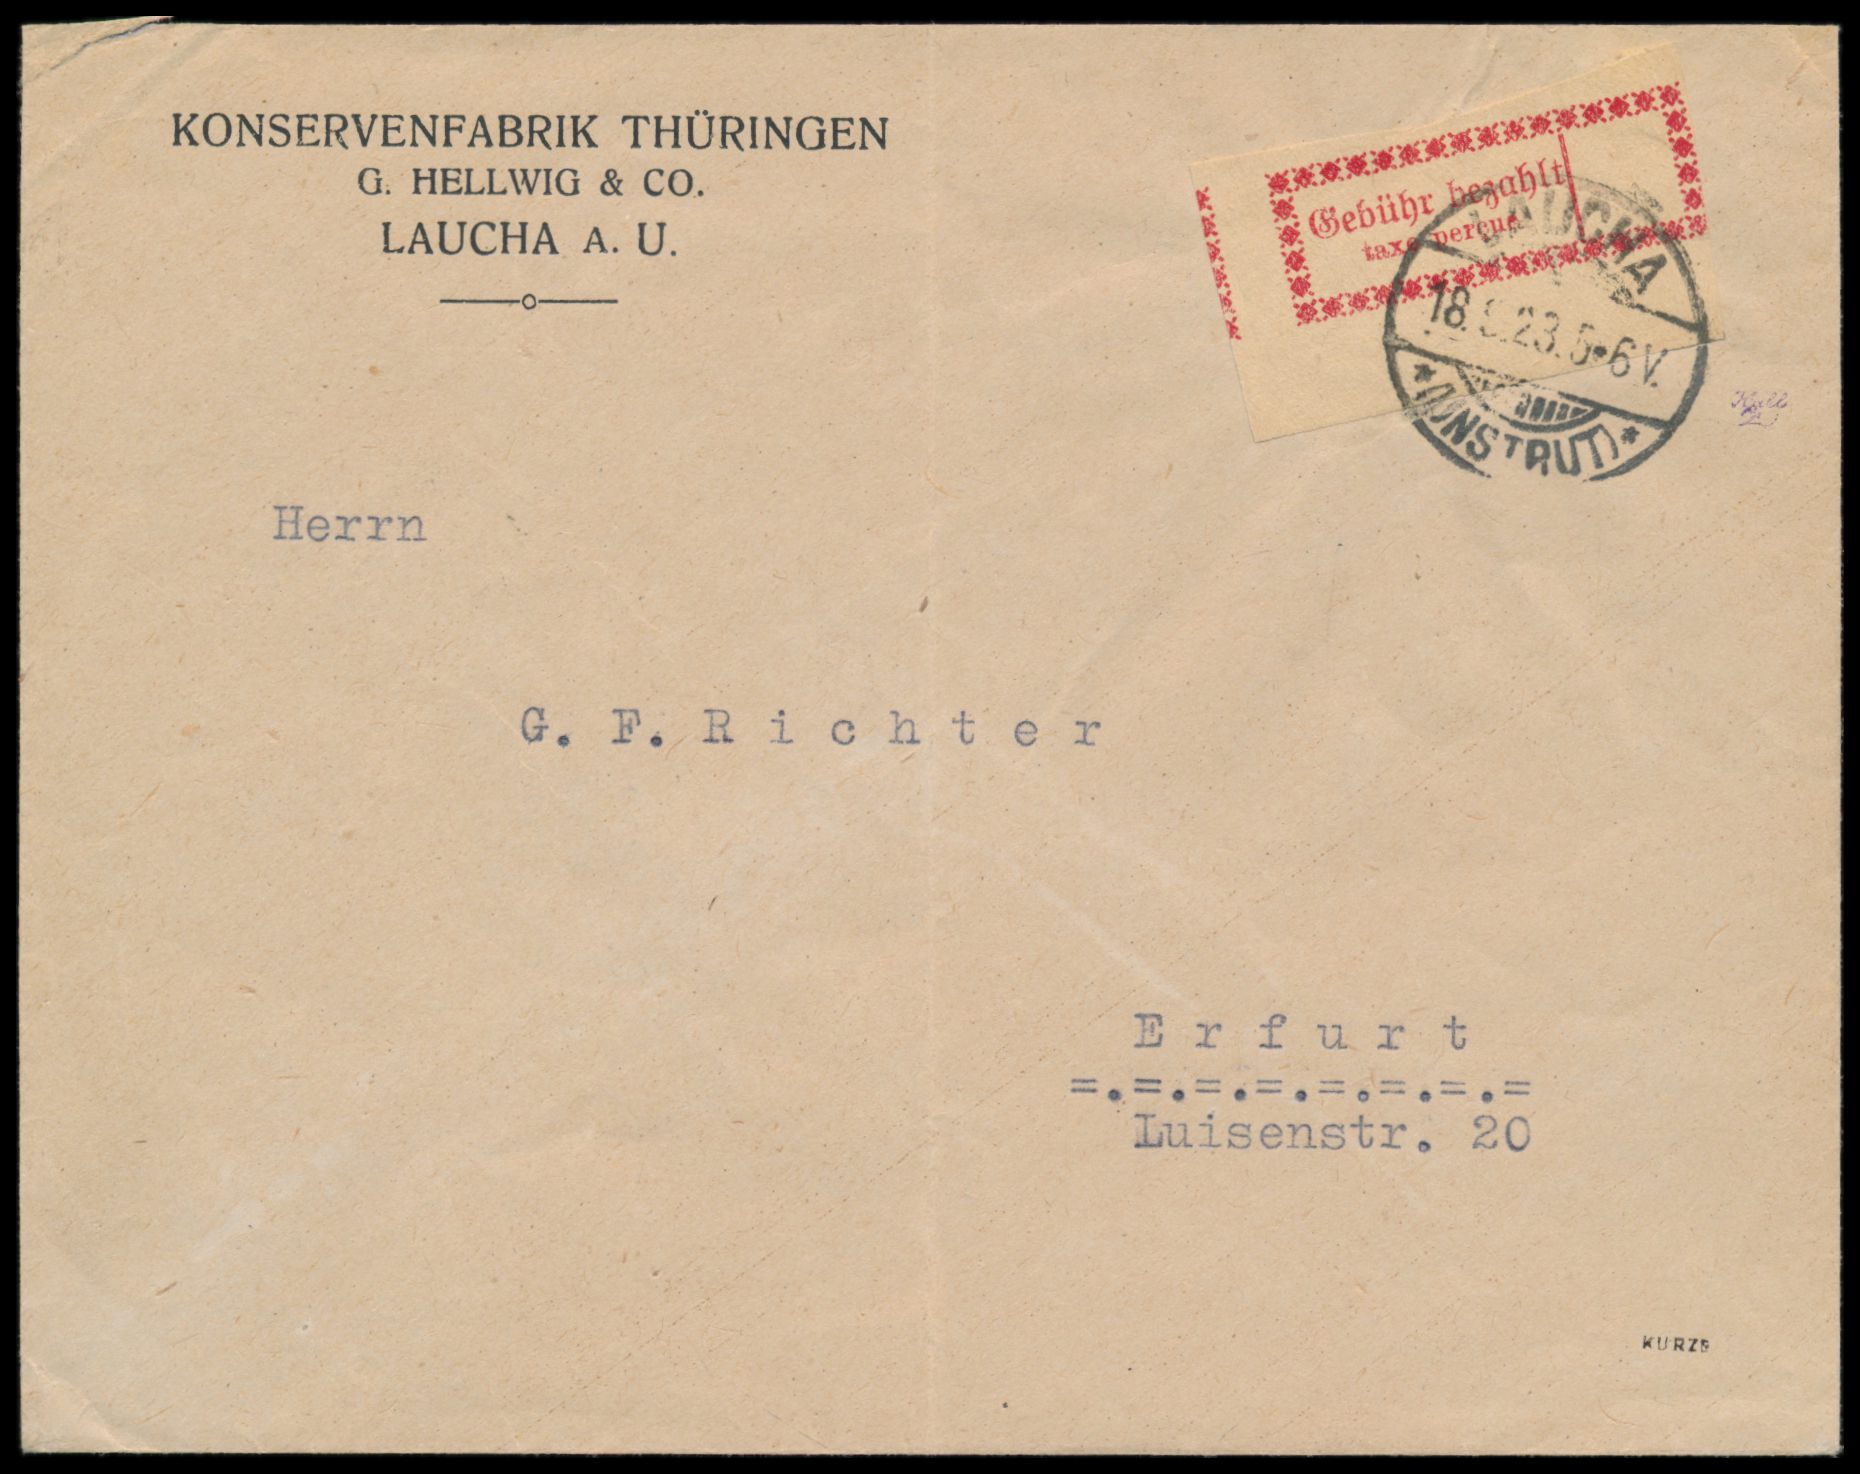 KONSERVENFABRIK THÜRINGEN
G. HELLWIG & CO.
LAUCHA A. U.
Gebühr bezahlt
taxe perçue
LAUCHA
18. .23.5-6V.
*(UNSTRUT)*
Herrn
G. F. Richter
Erfurt
=.=.=.=.=.=.=.=
Luisenstr. 20
KURZE